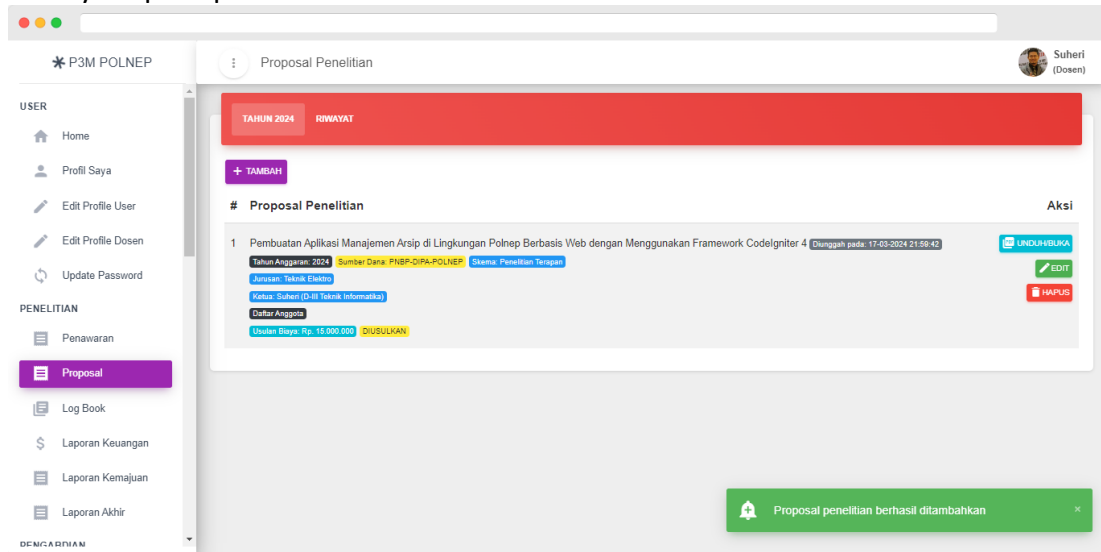 P3M POLNEP
Proposal Penelitian
Suheri
(Dosen)
USER
Home
Profil Saya
Edit Profile User
Edit Profile Dosen
Update Password
PENELITIAN
Penawaran
Proposal
Log Book
Laporan Keuangan
Laporan Kemajuan
Laporan Akhir
TAHUN 2024 RIWAYAT
+ TAMBAH
# Proposal Penelitian Aksi
1 Pembuatan Aplikasi Manajemen Arsip di Lingkungan Polnep Berbasis Web dengan Menggunakan Framework CodeIgniter 4 Diunggah pada: 17-03-2024 21:59:42
Tahun Anggaran: 2024 Sumber Dana: PNBP-DIPA-POLNEP Skema: Penelitian Terapan
Jurusan: Teknik Elektro
Ketua: Suheri (D-III Teknik Informatika)
Daftar Anggota
Usulan Biaya: Rp. 15.000.000 DIUSULKAN
UNDUH/BUKA
EDIT
HAPUS
Proposal penelitian berhasil ditambahkan ×